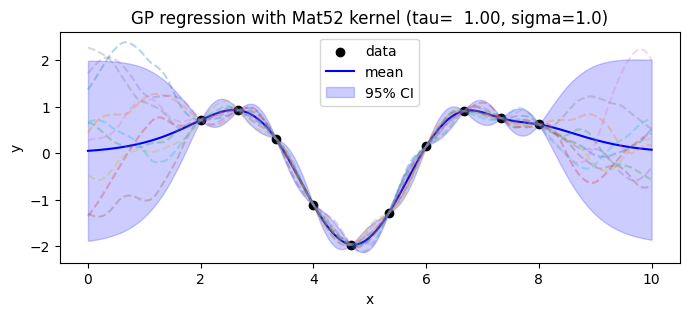 GP regression with Mat52 kernel (tau=  1.00, sigma=1.0)
data
mean
95% CI
y
2
1
0
−1
−2
0 2 4 6 8 10
x